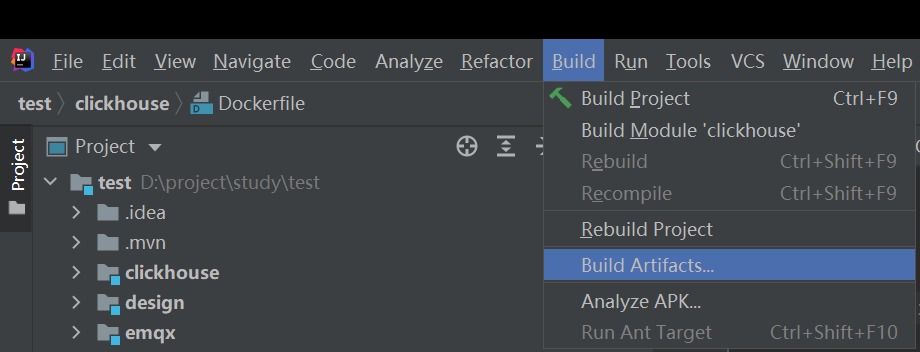 File Edit View Navigate Code Analyze Refactor Build Run Tools VCS Window Help
test clickhouse Dockerfile
Project
Project
test D:\project\study\test
.idea
.mvn
clickhouse
design
emqx
Build Project Ctrl+F9
Build Module 'clickhouse'
Rebuild Ctrl+Shift+F9
Recompile Ctrl+Shift+F9
Rebuild Project
Build Artifacts...
Analyze APK...
Run Ant Target Ctrl+Shift+F10